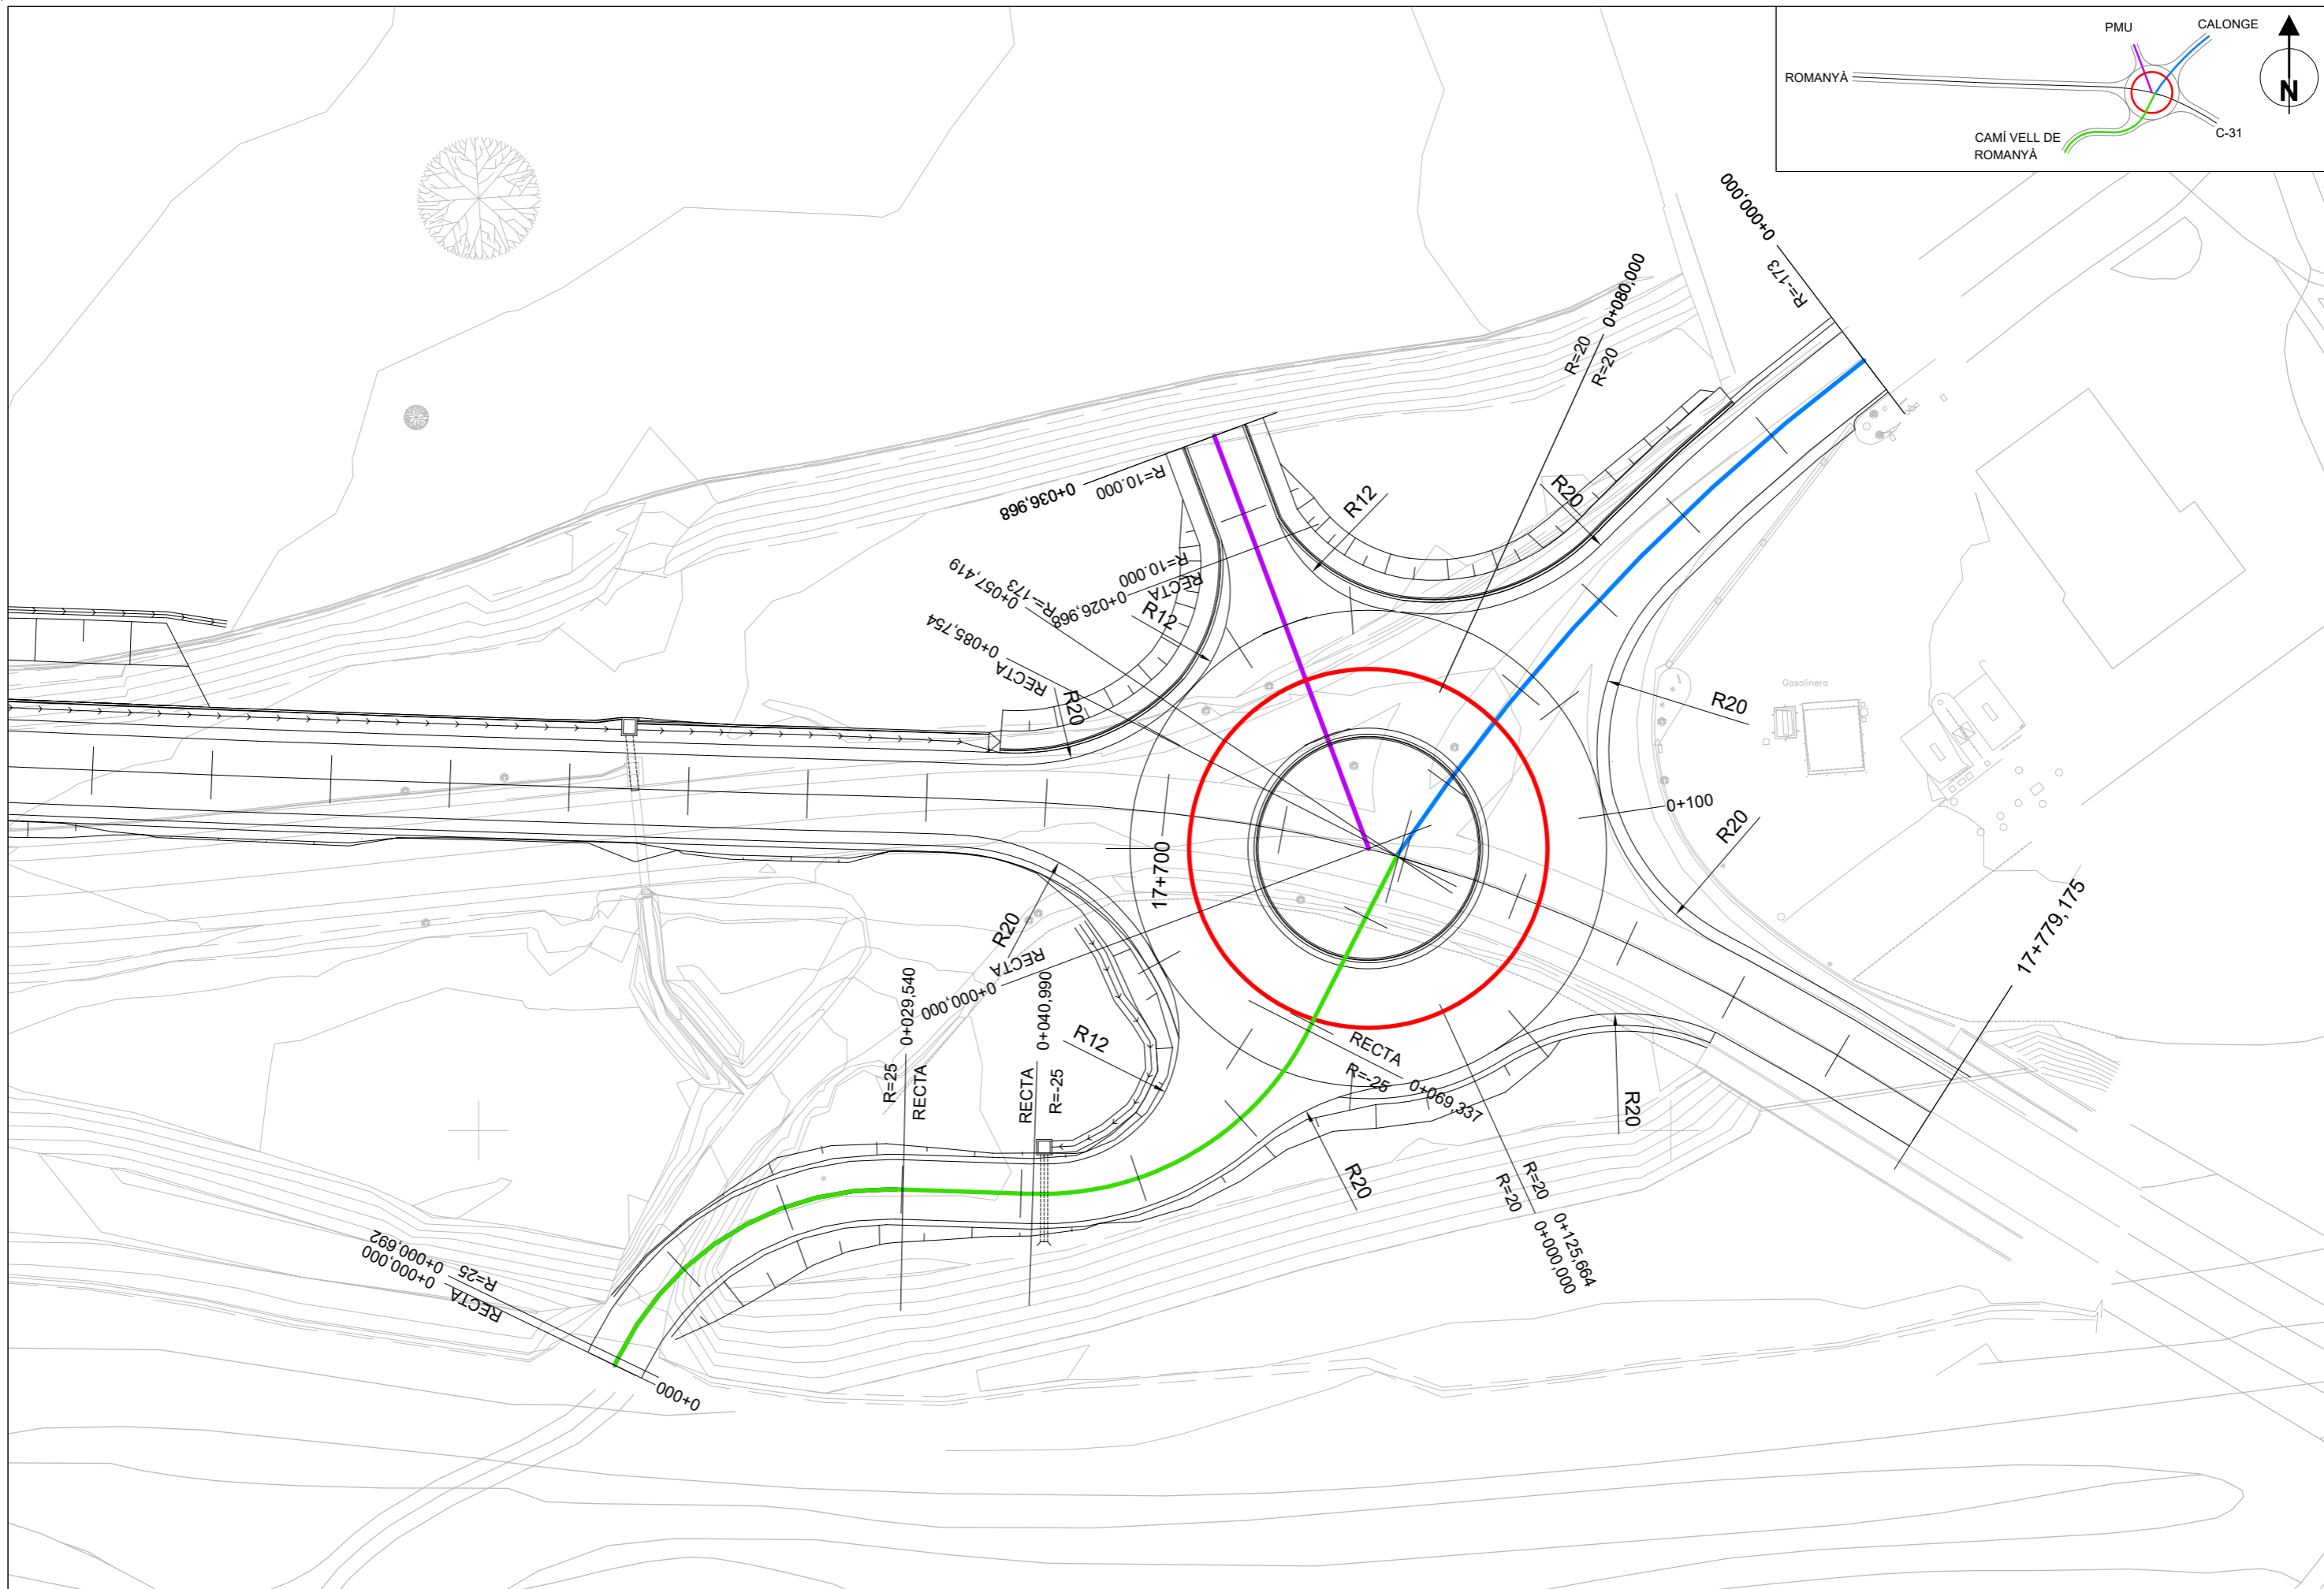 PMU
CALONGE
ROMANYÀ
N
C-31
CAMÍ VELL DE
ROMANYÀ
0+000,000
R=-173
0+080,000
R=20
R=20
R=10.000
0+036,968
R12
R20
0+057,419
R=-173
R=10.000
RECTA
0+026,968
R12
0+085,754
RECTA
R20
Gasolinera
R20
0+100
R20
17+700
R20
RECTA
0+000,000
17+779,175
0+029,540
R=25
RECTA
0+040,990
RECTA
R=-25
R12
RECTA
R=-25
0+069,337
R20
R20
R=20
R=20
0+125,664
0+000,000
0+000,692
0+000,000
R=25
RECTA
0+000